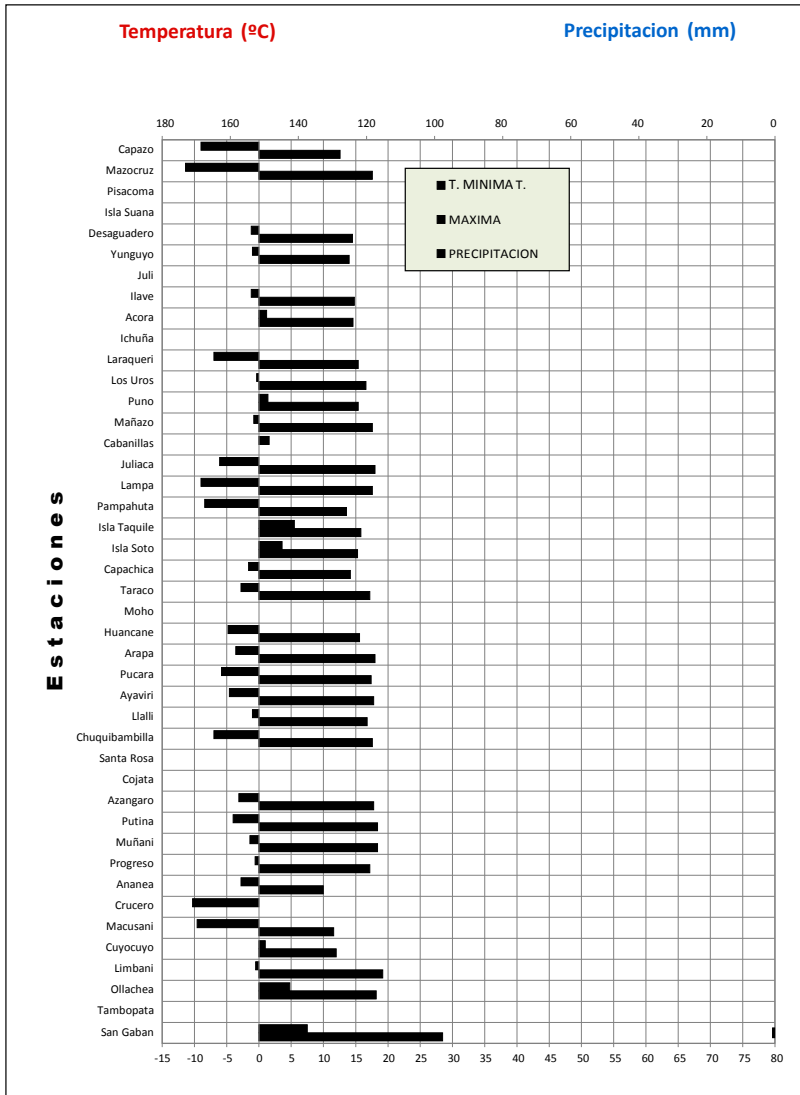 Temperatura (ºC) Precipitacion (mm)
180 160 140 120 100 80 60 40 20 0
Capazo
Mazocruz
Pisacoma
Isla Suana
Desaguadero
Yunguyo
Juli
Ilave
Acora
Ichuña
Laraqueri
Los Uros
Puno
Mañazo
Cabanillas
Juliaca
Lampa
Pampahuta
Isla Taquile
Isla Soto
Capachica
Taraco
Moho
Huancane
Arapa
Pucara
Ayaviri
Llalli
Chuquibambilla
Santa Rosa
Cojata
Azangaro
Putina
Muñani
Progreso
Ananea
Crucero
Macusani
Cuyocuyo
Limbani
Ollachea
Tambopata
San Gaban
Estaciones
T. MINIMA T.
MAXIMA
PRECIPITACION
-15 -10 -5 0 5 10 15 20 25 30 35 40 45 50 55 60 65 70 75 80